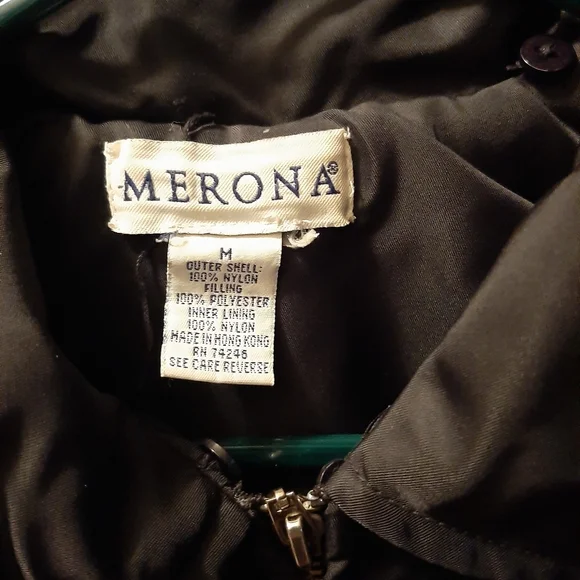 MERONA®
M
OUTER SHELL:
100% NYLON
FILLING
100% POLYESTER
INNER LINING
100% NYLON
MADE IN HONG KONG
RN 74246
SEE CARE REVERSE